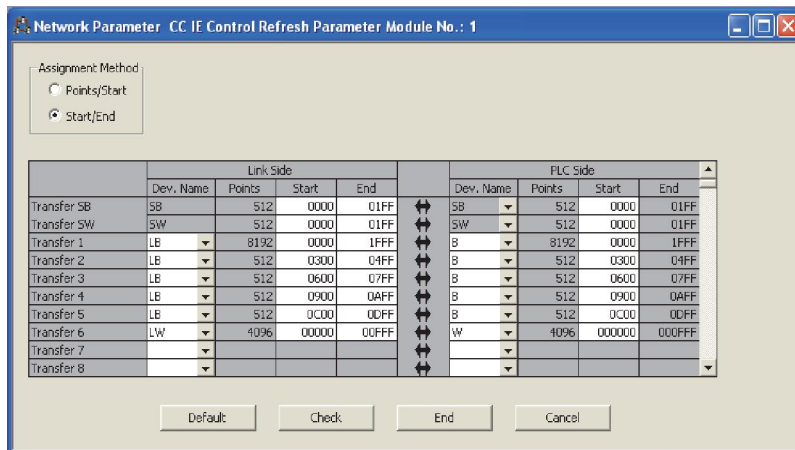 Network Parameter CC IE Control Refresh Parameter Module No.: 1
Assignment Method
Points/Start
Start/End
Link Side PLC Side
Dev. Name Points Start End Dev. Name Points Start End
Transfer SB SB 512 0000 01FF SB 512 0000 01FF
Transfer SW SW 512 0000 01FF SW 512 0000 01FF
Transfer 1 LB 8192 0000 1FFF B 8192 0000 1FFF
Transfer 2 LB 512 0300 04FF B 512 0300 04FF
Transfer 3 LB 512 0600 07FF B 512 0600 07FF
Transfer 4 LB 512 0900 0AFF B 512 0900 0AFF
Transfer 5 LB 512 0C00 0DFF B 512 0C00 0DFF
Transfer 6 LW 4096 00000 00FFF W 4096 000000 000FFF
Transfer 7
Transfer 8
Default Check End Cancel